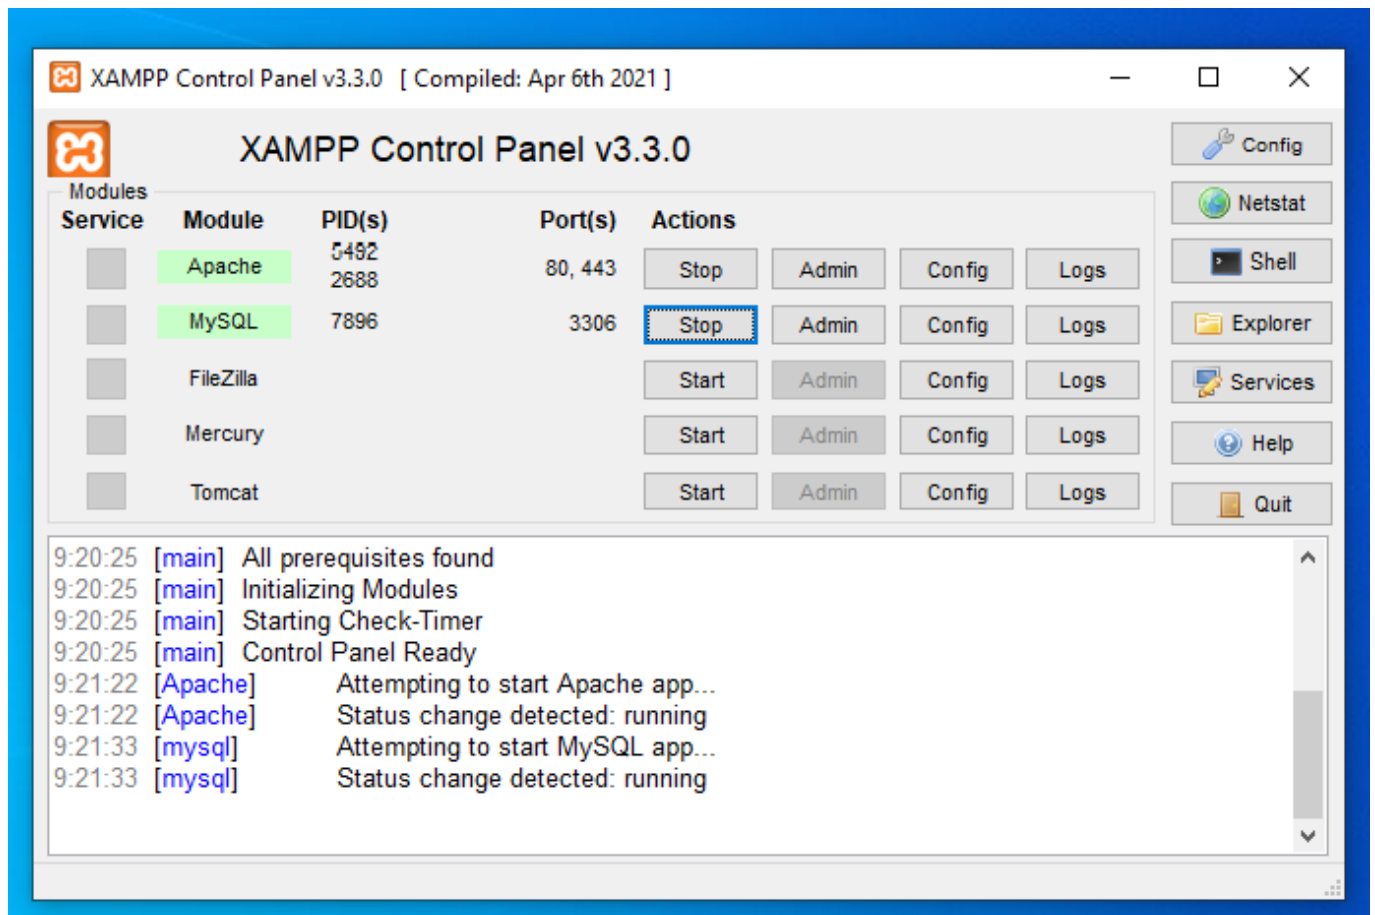 XAMPP Control Panel v3.3.0 [ Compiled: Apr 6th 2021 ]
XAMPP Control Panel v3.3.0
Config
Modules
Netstat
Service Module PID(s) Port(s) Actions
Shell
Apache 5492 2688 80, 443 Stop Admin Config Logs
MySQL 7896 3306 Stop Admin Config Logs
Explorer
FileZilla Start Admin Config Logs
Services
Mercury Start Admin Config Logs
Help
Tomcat Start Admin Config Logs
Quit
9:20:25 [main] All prerequisites found
9:20:25 [main] Initializing Modules
9:20:25 [main] Starting Check-Timer
9:20:25 [main] Control Panel Ready
9:21:22 [Apache] Attempting to start Apache app...
9:21:22 [Apache] Status change detected: running
9:21:33 [mysql] Attempting to start MySQL app...
9:21:33 [mysql] Status change detected: running